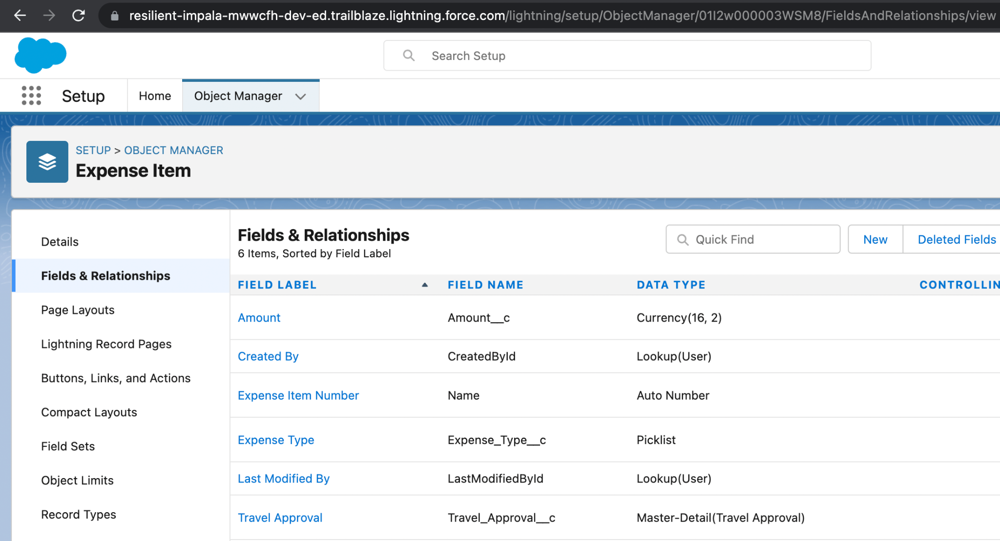 resilient-impala-mwwcfh-dev-ed.trailblaze.lightning.force.com/lightning/setup/ObjectManager/01I2w000003WSM8/FieldsAndRelationships/view
Search Setup
Setup
Home
Object Manager
SETUP > OBJECT MANAGER
Expense Item
Details
Fields & Relationships
Page Layouts
Lightning Record Pages
Buttons, Links, and Actions
Compact Layouts
Field Sets
Object Limits
Record Types
Fields & Relationships
6 Items, Sorted by Field Label
Quick Find
New
Deleted Fields
FIELD LABEL FIELD NAME DATA TYPE CONTROLLIN
Amount Amount__c Currency(16, 2)
Created By CreatedById Lookup(User)
Expense Item Number Name Auto Number
Expense Type Expense_Type__c Picklist
Last Modified By LastModifiedById Lookup(User)
Travel Approval Travel_Approval__c Master-Detail(Travel Approval)